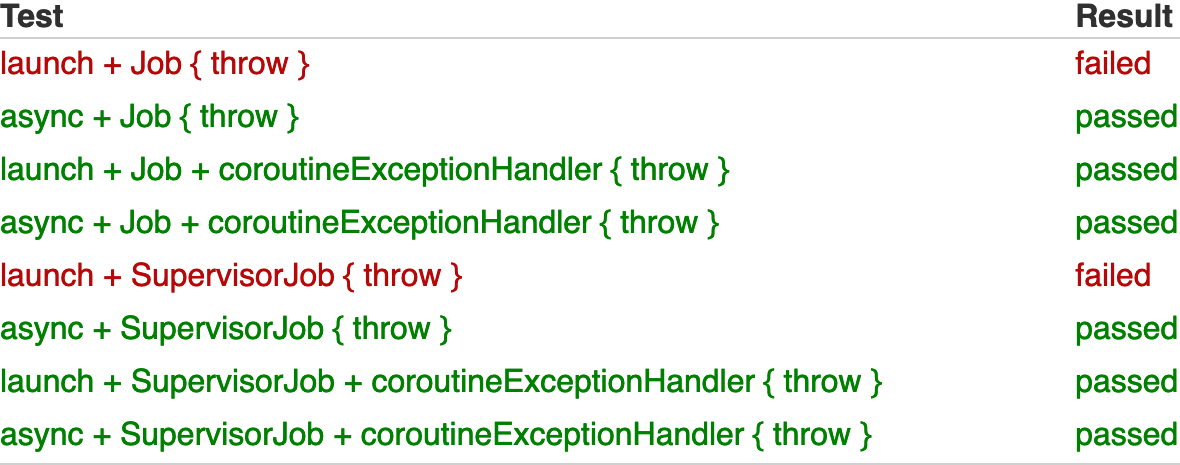 Test Result
launch + Job { throw } failed
async + Job { throw } passed
launch + Job + coroutineExceptionHandler { throw } passed
async + Job + coroutineExceptionHandler { throw } passed
launch + SupervisorJob { throw } failed
async + SupervisorJob { throw } passed
launch + SupervisorJob + coroutineExceptionHandler { throw } passed
async + SupervisorJob + coroutineExceptionHandler { throw } passed